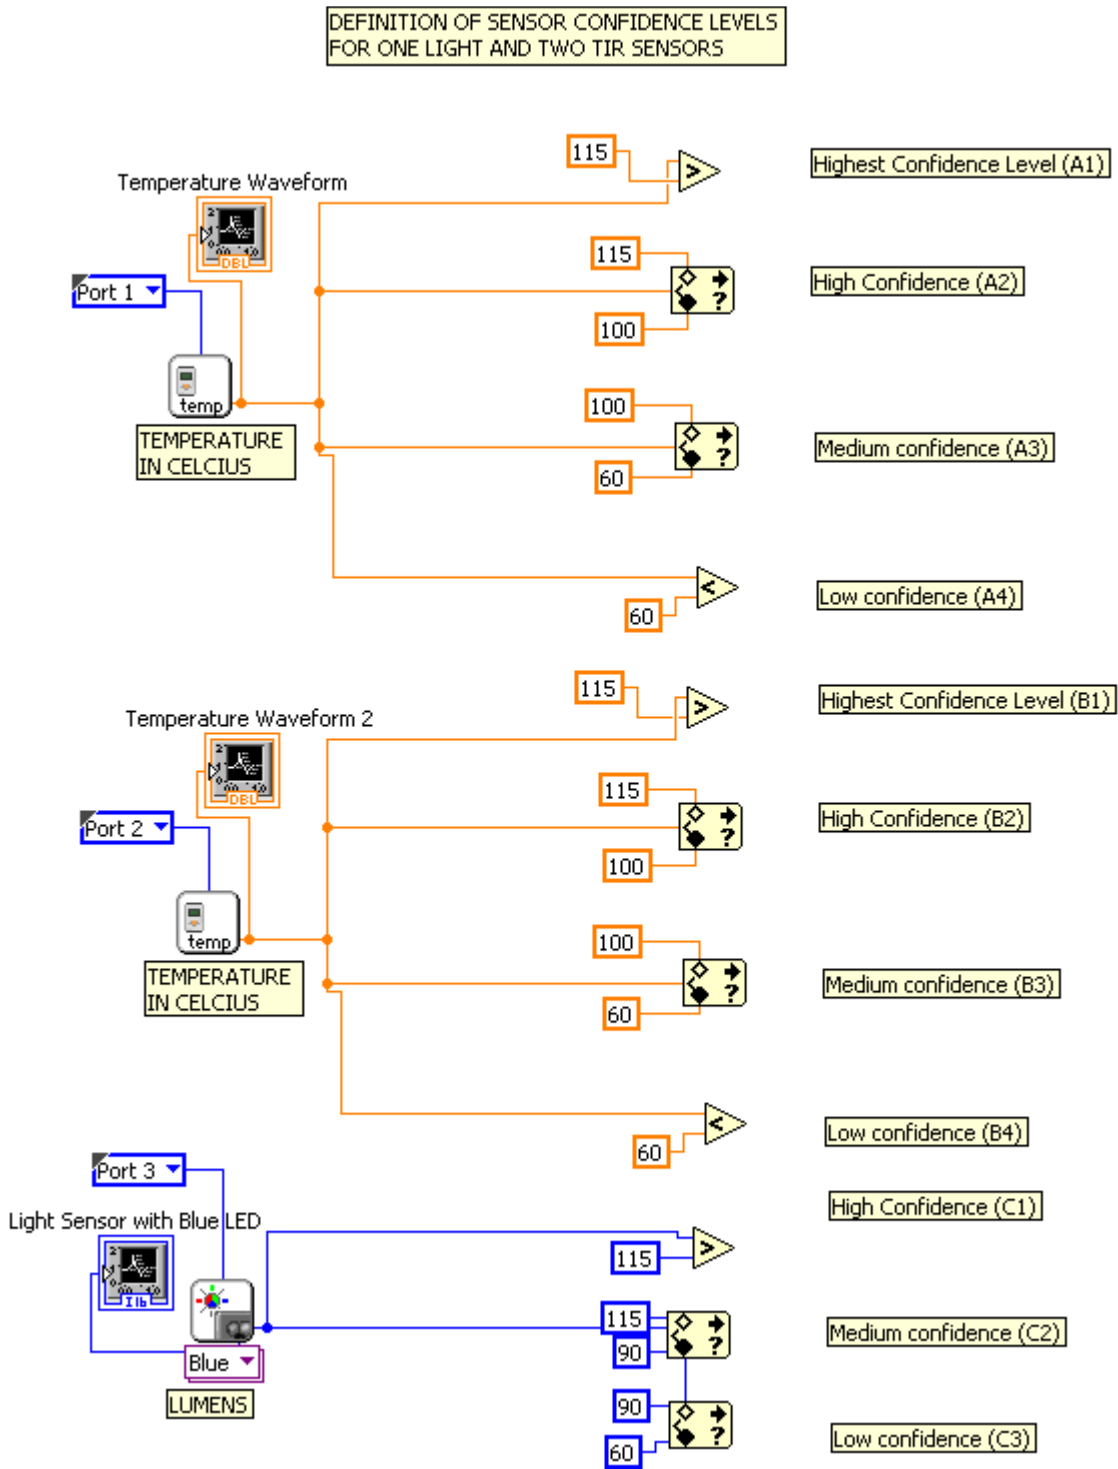 DEFINITION OF SENSOR CONFIDENCE LEVELS
FOR ONE LIGHT AND TWO TIR SENSORS
115
>
Highest Confidence Level (A1)
Temperature Waveform
DBL
115
?
High Confidence (A2)
Port 1
100
temp
TEMPERATURE
IN CELCIUS
100
?
Medium confidence (A3)
60
<
Low confidence (A4)
60
115
>
Highest Confidence Level (B1)
Temperature Waveform 2
DBL
115
?
High Confidence (B2)
Port 2
100
temp
TEMPERATURE
IN CELCIUS
100
?
Medium confidence (B3)
60
<
Low confidence (B4)
60
Port 3
High Confidence (C1)
Light Sensor with Blue LED
>
115
115
?
Medium confidence (C2)
90
Blue
LUMENS
90
?
Low confidence (C3)
60